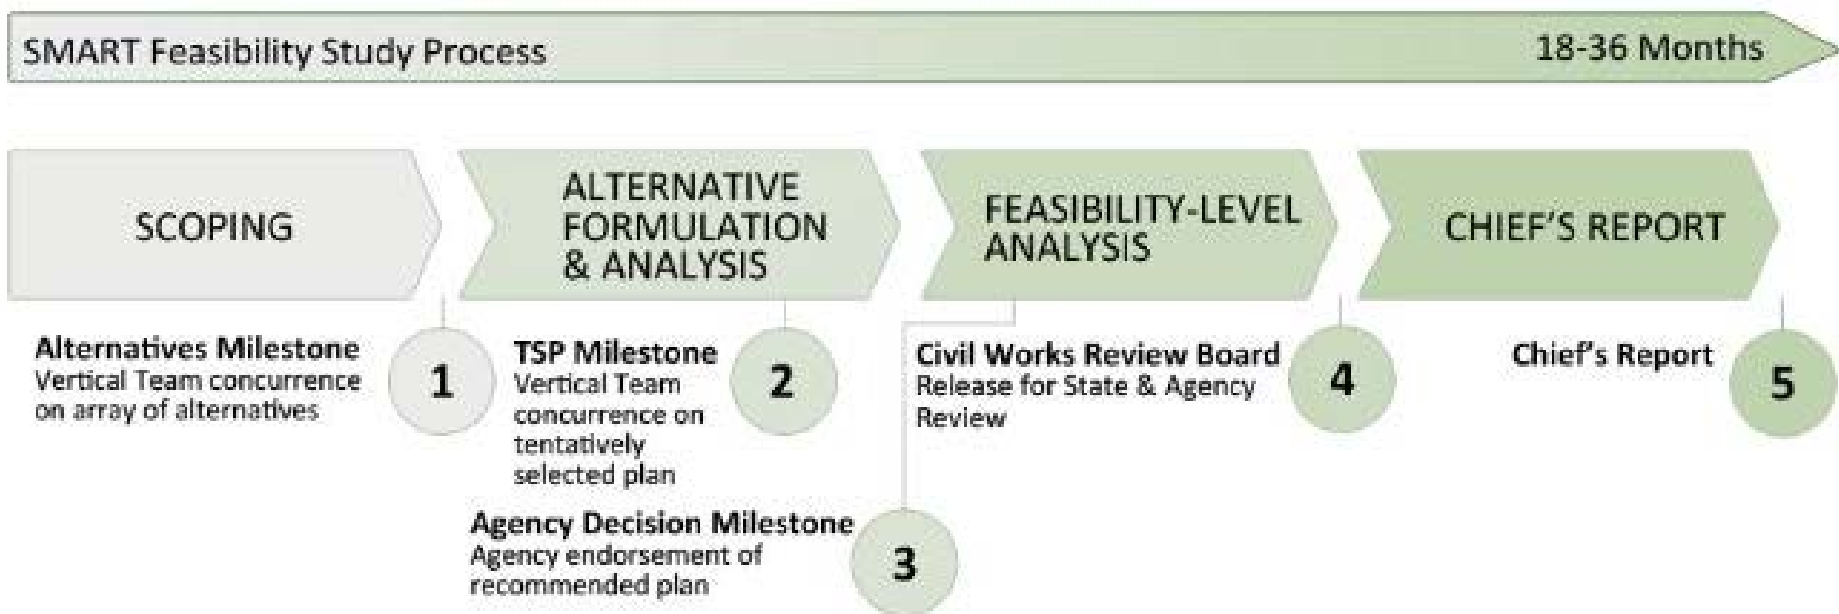 SMART Feasibility Study Process
18-36 Months
SCOPING
ALTERNATIVE
FORMULATION
& ANALYSIS
FEASIBILITY-LEVEL
ANALYSIS
CHIEF'S REPORT
Alternatives Milestone
Vertical Team concurrence
on array of alternatives
1
TSP Milestone
Vertical Team
concurrence on
tentatively
selected plan
2
Agency Decision Milestone
Agency endorsement of
recommended plan
3
Civil Works Review Board
Release for State & Agency
Review
4
Chief's Report
5